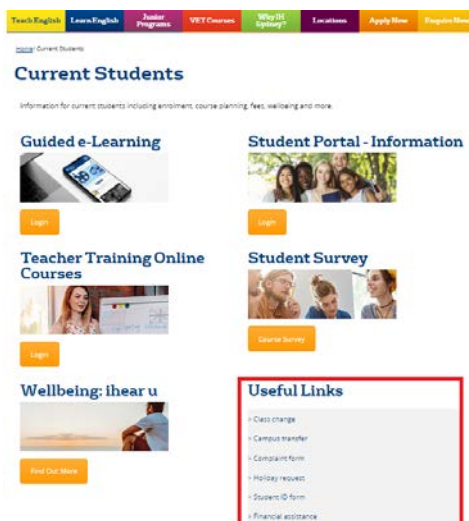 Teach English Learn English Junior Programs VET Courses Why IH Sydney? Locations Apply Now Enquire Now
Home/ Current Students
Current Students
Information for current students including enrolment, course planning, fees, wellbeing and more.
Guided e-Learning
Login
Student Portal - Information
Login
Teacher Training Online
Courses
Login
Student Survey
Course Survey
Wellbeing: ihear u
Find Out More
Useful Links
» Class change
» Campus transfer
» Complaint form
» Holiday request
» Student ID form
» Financial assistance